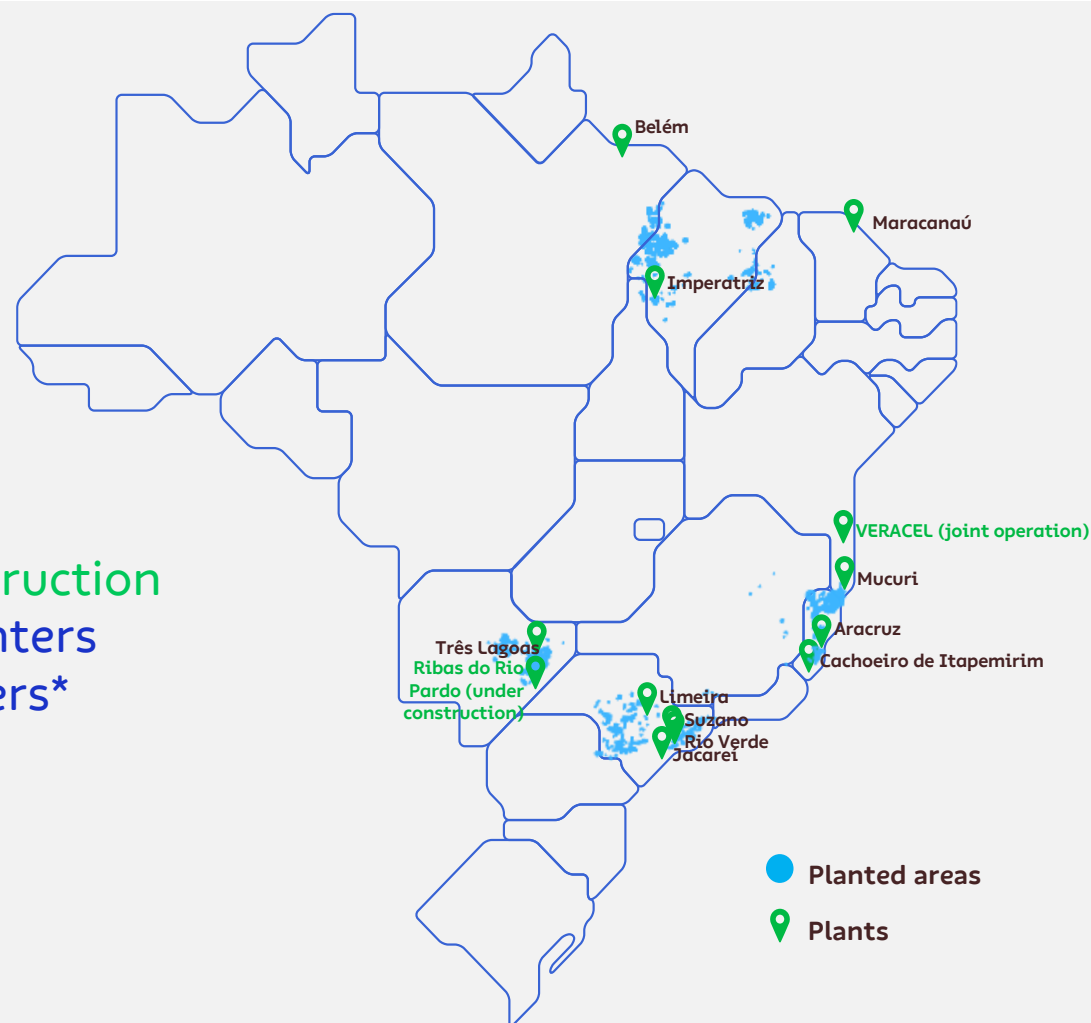 Belém
Maracanaú
Imperatriz
VERACEL (joint operation)
Mucuri
ruction
Aracruz
nters
Três Lagoas
Cachoeiro de Itapemirim
Ribas do Rio
Pardo (under
construction)
ers*
Limeira
Suzano
Rio Verde
Jacareí
Planted areas
Plants